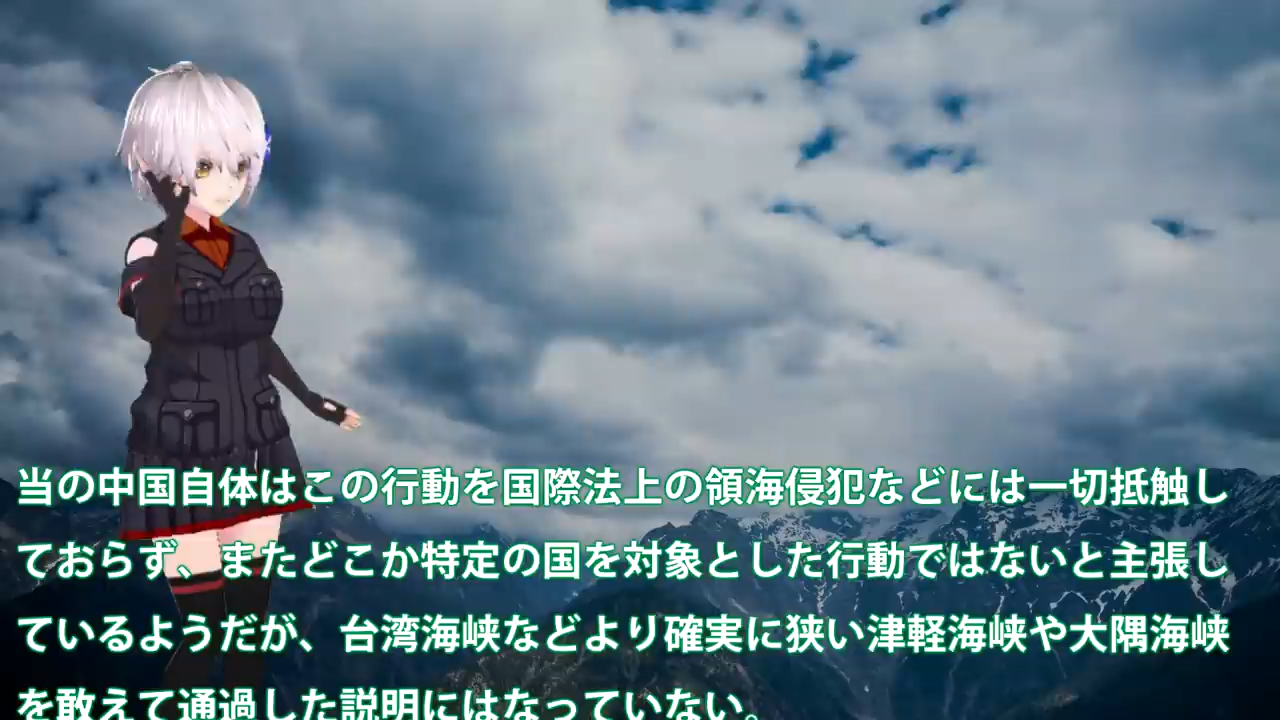 当の中国自体はこの行動を国際法上の領海侵犯などには一切抵触し
ておらず、またどこか特定の国を対象とした行動ではないと主張し
ているようだが、台湾海峡などより確実に狭い津軽海峡や大隅海峡
を敢えて通過した説明にはなっていない。